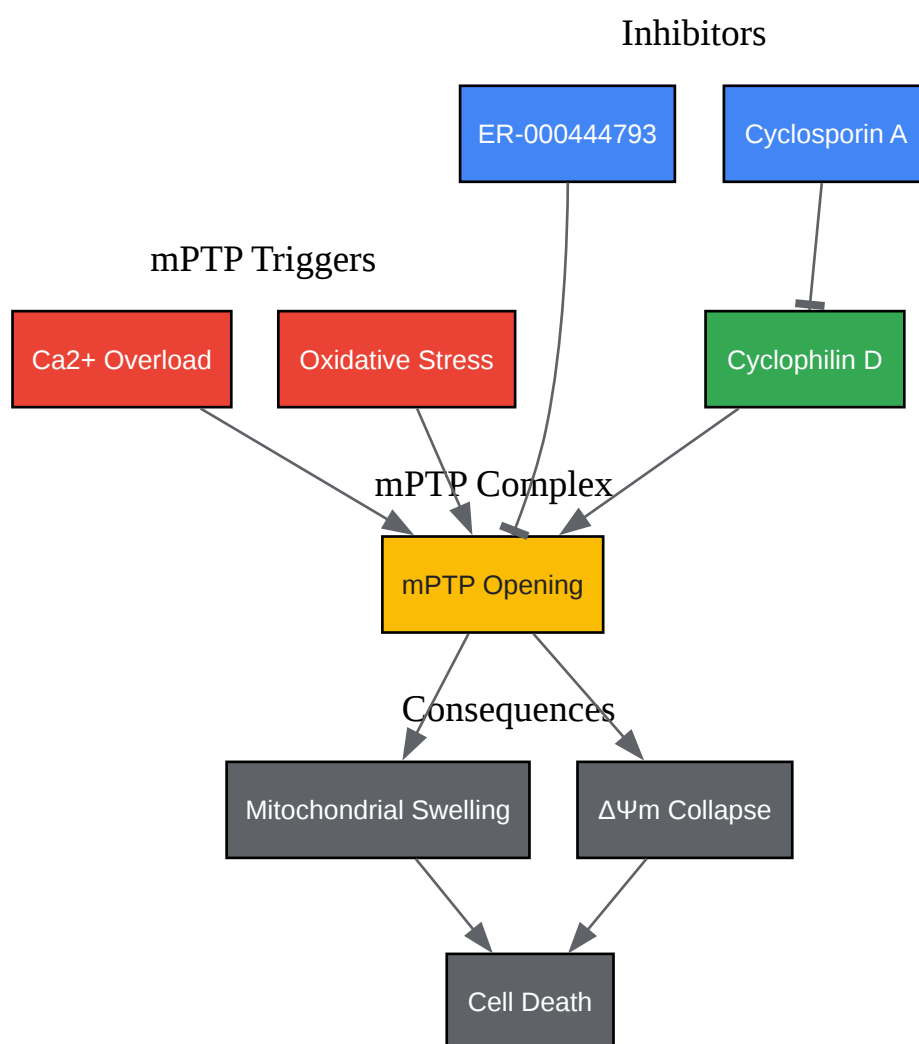 Inhibitors
ER-000444793
Cyclosporin A
mPTP Triggers
Ca2+ Overload
Oxidative Stress
Cyclophilin D
mPTP Complex
mPTP Opening
Consequences
Mitochondrial Swelling
ΔΨm Collapse
Cell Death